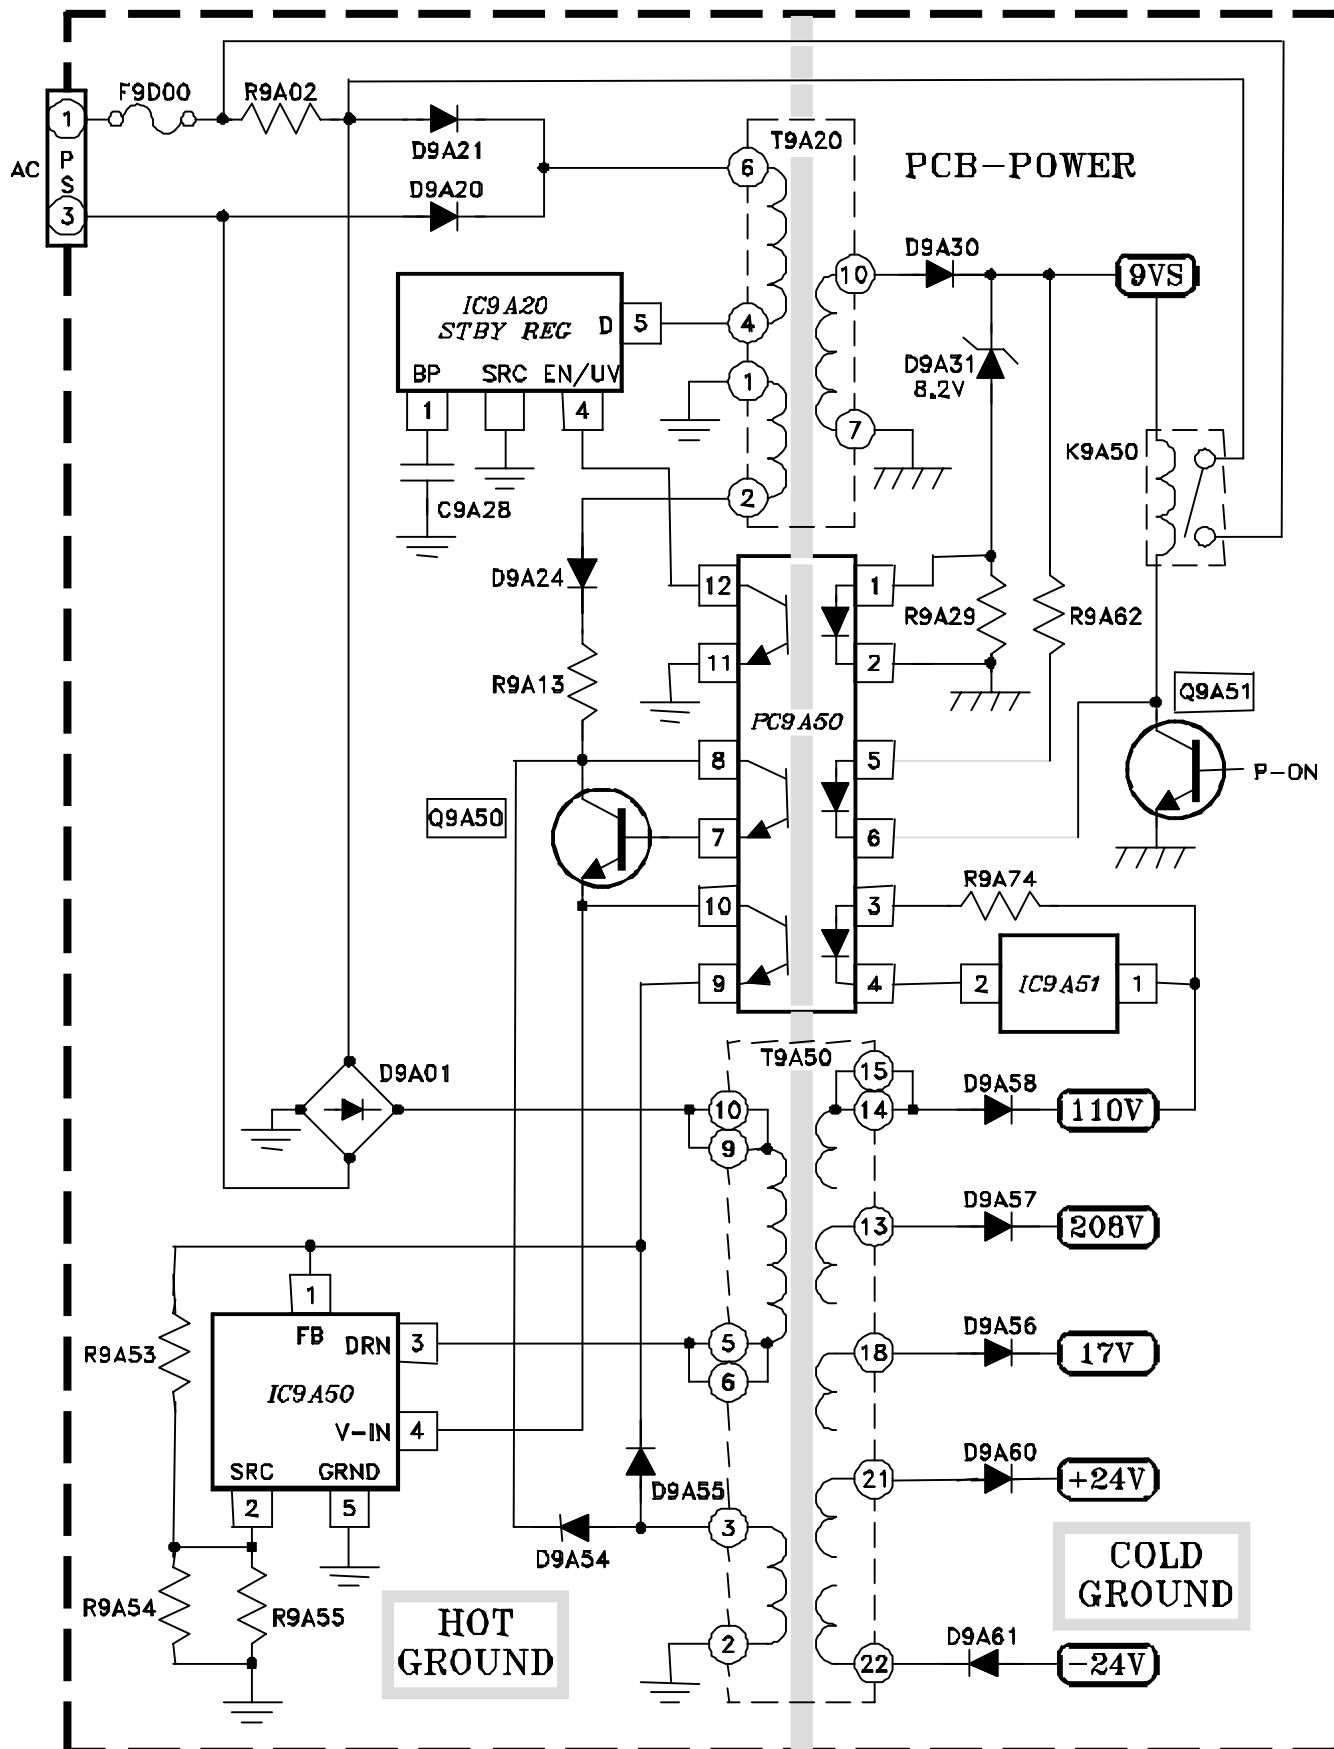 F9D00
R9A02
1
AC
P
S
3
D9A21
D9A20
T9A20
PCB-POWER
6
10
D9A30
9VS
IC9A20
STBY REG
D
5
4
BP
SRC
EN/UV
1
4
1
D9A31
8.2V
7
K9A50
2
C9A28
D9A24
12
1
R9A29
R9A62
11
2
R9A13
Q9A51
PC9A50
8
5
P-ON
Q9A50
7
6
R9A74
10
3
9
4
2
IC9A51
1
T9A50
D9A01
15
D9A58
10
14
110V
9
D9A57
13
208V
1
FB
DRN
3
5
D9A56
18
17V
R9A53
6
IC9A50
V-IN
4
D9A60
SRC
GRND
21
+24V
2
5
D9A55
3
D9A54
COLD
GROUND
R9A54
R9A55
HOT
GROUND
2
D9A61
22
-24V